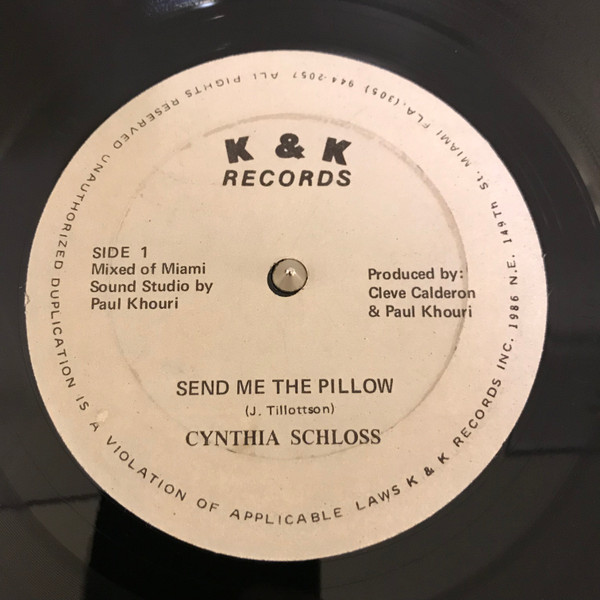 K & K
RECORDS
SIDE 1
Mixed of Miami
Sound Studio by
Paul Khouri
Produced by:
Cleve Calderon
& Paul Khouri
SEND ME THE PILLOW
(J. Tillottson)
CYNTHIA SCHLOSS
K & K RECORDS INC. 1986 N.E. 149TH St. MIAMI FLA. (305) 944-2057 ALL RIGHTS RESERVED UNAUTHORIZED DUPLICATION IS A VIOLATION OF APPLICABLE LAWS